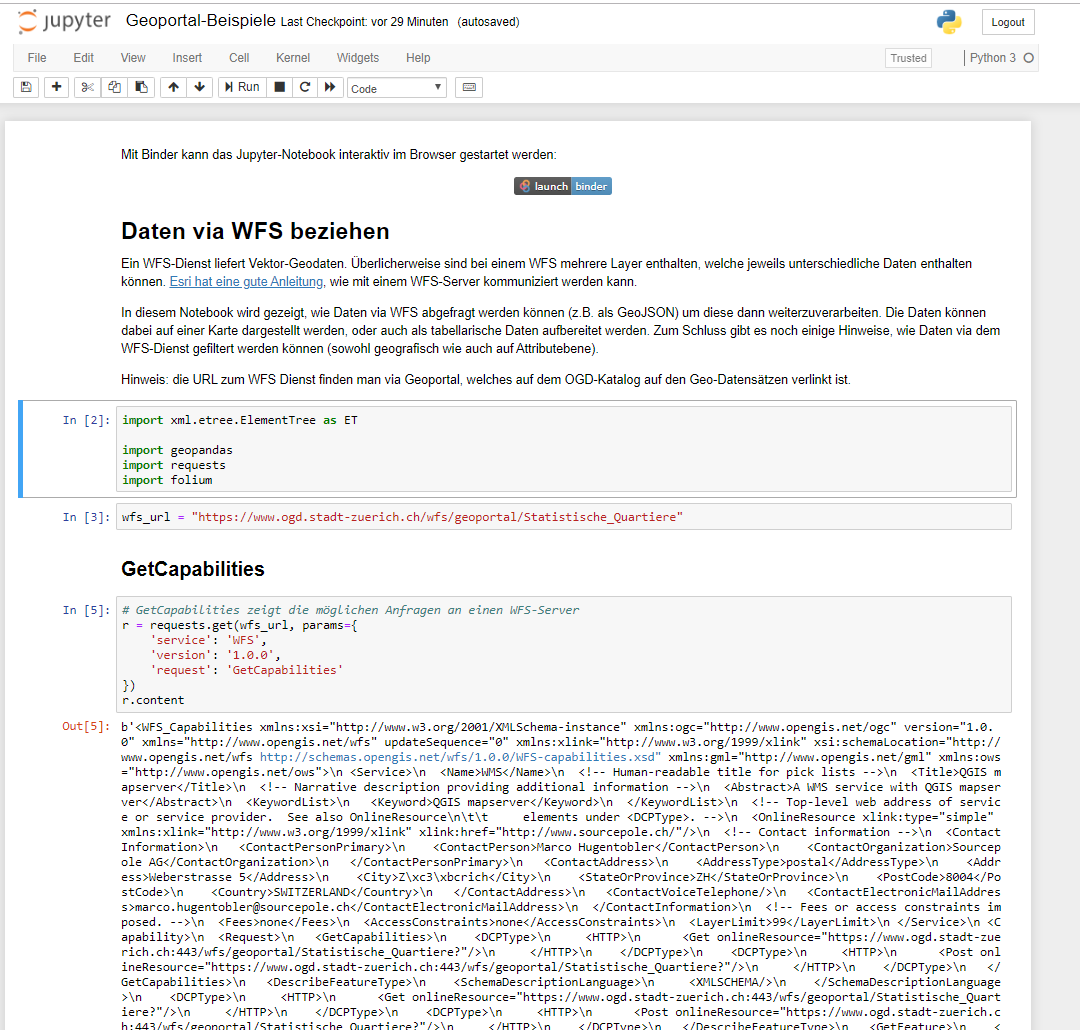 jupyter Geoportal-Beispiele Last Checkpoint: vor 29 Minuten (autosaved) Logout
File Edit View Insert Cell Kernel Widgets Help Trusted Python 3
Run Code
Mit Binder kann das Jupyter-Notebook interaktiv im Browser gestartet werden:
launch binder
Daten via WFS beziehen
Ein WFS-Dienst liefert Vektor-Geodaten. Überlicherweise sind bei einem WFS mehrere Layer enthalten, welche jeweils unterschiedliche Daten enthalten
können. Esri hat eine gute Anleitung, wie mit einem WFS-Server kommuniziert werden kann.
In diesem Notebook wird gezeigt, wie Daten via WFS abgefragt werden können (z.B. als GeoJSON) um diese dann weiterzuverarbeiten. Die Daten können
dabei auf einer Karte dargestellt werden, oder auch als tabellarische Daten aufbereitet werden. Zum Schluss gibt es noch einige Hinweise, wie Daten via dem
WFS-Dienst gefiltert werden können (sowohl geografisch wie auch auf Attributebene).
Hinweis: die URL zum WFS Dienst finden man via Geoportal, welches auf dem OGD-Katalog auf den Geo-Datensätzen verlinkt ist.
In [2]: import xml.etree.ElementTree as ET
import geopandas
import requests
import folium
In [3]: wfs_url = "https://www.ogd.stadt-zuerich.ch/wfs/geoportal/Statistische_Quartiere"
GetCapabilities
In [5]: # GetCapabilities zeigt die möglichen Anfragen an einen WFS-Server
r = requests.get(wfs_url, params={
'service': 'WFS',
'version': '1.0.0',
'request': 'GetCapabilities'
})
r.content
Out[5]: b'<WFS_Capabilities xmlns:xsi="http://www.w3.org/2001/XMLSchema-instance" xmlns:ogc="http://www.opengis.net/ogc" version="1.0.
0" xmlns="http://www.opengis.net/wfs" updateSequence="0" xmlns:xlink="http://www.w3.org/1999/xlink" xsi:schemaLocation="http://
www.opengis.net/wfs http://schemas.opengis.net/wfs/1.0.0/WFS-capabilities.xsd" xmlns:gml="http://www.opengis.net/gml" xmlns:ows
="http://www.opengis.net/ows">\n <Service>\n  <Name>WMS</Name>\n  <!-- Human-readable title for pick lists -->\n  <Title>QGIS m
apserver</Title>\n  <!-- Narrative description providing additional information -->\n  <Abstract>A WMS service with QGIS mapser
ver</Abstract>\n  <KeywordList>\n   <Keyword>QGIS mapserver</Keyword>\n  </KeywordList>\n  <!-- Top-level web address of servic
e or service provider.  See also OnlineResource\n\t\t      elements under <DCPType>. -->\n  <OnlineResource xlink:type="simple"
xmlns:xlink="http://www.w3.org/1999/xlink" xlink:href="http://www.sourcepole.ch/"/>\n  <!-- Contact information -->\n  <Contact
Information>\n   <ContactPersonPrimary>\n    <ContactPerson>Marco Hugentobler</ContactPerson>\n    <ContactOrganization>Sourcep
ole AG</ContactOrganization>\n   </ContactPersonPrimary>\n   <ContactAddress>\n    <AddressType>postal</AddressType>\n    <Addr
ess>Weberstrasse 5</Address>\n    <City>Z\xc3\xbcrich</City>\n    <StateOrProvince>ZH</StateOrProvince>\n    <PostCode>8004</Po
stCode>\n    <Country>SWITZERLAND</Country>\n   </ContactAddress>\n   <ContactVoiceTelephone/>\n   <ContactElectronicMailAddres
s>marco.hugentobler@sourcepole.ch</ContactElectronicMailAddress>\n  </ContactInformation>\n  <!-- Fees or access constraints im
posed. -->\n  <Fees>none</Fees>\n  <AccessConstraints>none</AccessConstraints>\n  <LayerLimit>99</LayerLimit>\n </Service>\n <C
apability>\n  <Request>\n   <GetCapabilities>\n    <DCPType>\n     <HTTP>\n      <Get onlineResource="https://www.ogd.stadt-zue
rich.ch:443/wfs/geoportal/Statistische_Quartiere?"/>\n     </HTTP>\n    </DCPType>\n    <DCPType>\n     <HTTP>\n      <Post onl
ineResource="https://www.ogd.stadt-zuerich.ch:443/wfs/geoportal/Statistische_Quartiere?"/>\n     </HTTP>\n    </DCPType>\n   </
GetCapabilities>\n   <DescribeFeatureType>\n    <SchemaDescriptionLanguage>\n     <XMLSCHEMA/>\n    </SchemaDescriptionLanguage
>\n    <DCPType>\n     <HTTP>\n      <Get onlineResource="https://www.ogd.stadt-zuerich.ch:443/wfs/geoportal/Statistische_Quart
iere?"/>\n     </HTTP>\n    </DCPType>\n    <DCPType>\n     <HTTP>\n      <Post onlineResource="https://www.ogd.stadt-zuerich.c
h:443/wfs/geoportal/Statistische_Quartiere?"/>\n     </HTTP>\n    </DCPType>\n   </DescribeFeatureType>\n   <GetFeature>\n    <